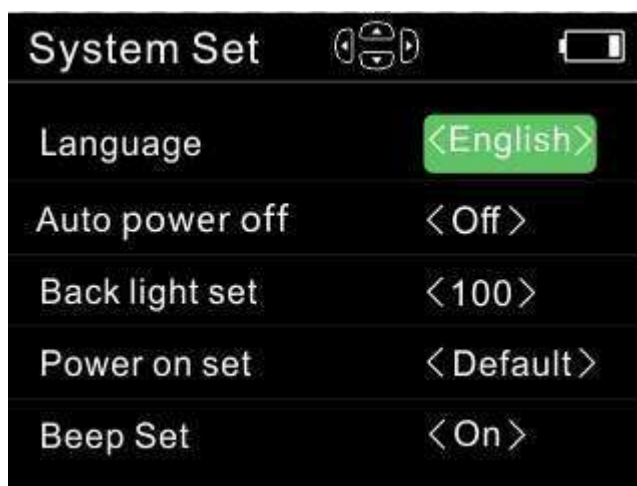 System Set
Language <English>
Auto power off <Off>
Back light set <100>
Power on set <Default>
Beep Set <On>